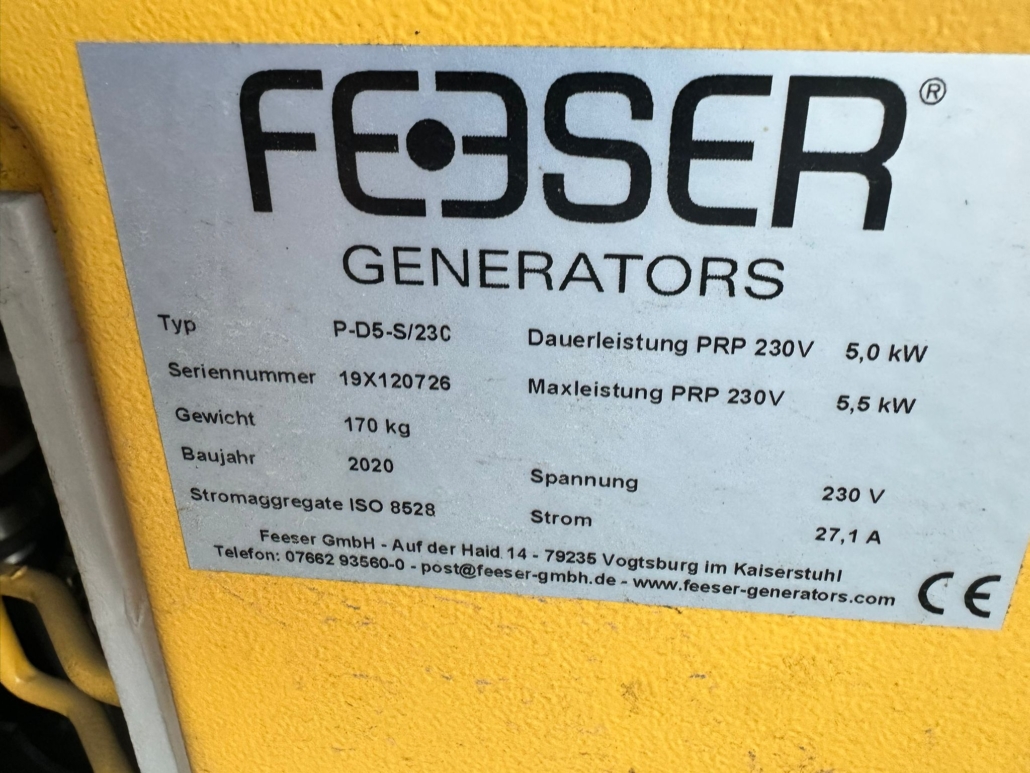 FEESER®
GENERATORS
Typ P-D5-S/230
Seriennummer 19X120726
Gewicht 170 kg
Baujahr 2020
Stromaggregate ISO 8528
Dauerleistung PRP 230V 5,0 kW
Maxleistung PRP 230V 5,5 kW
Spannung 230 V
Strom 27,1 A
Feeser GmbH - Auf der Haid 14 - 79235 Vogtsburg im Kaiserstuhl
Telefon: 07662 93560-0 - post@feeser-gmbh.de - www.feeser-generators.com
CE